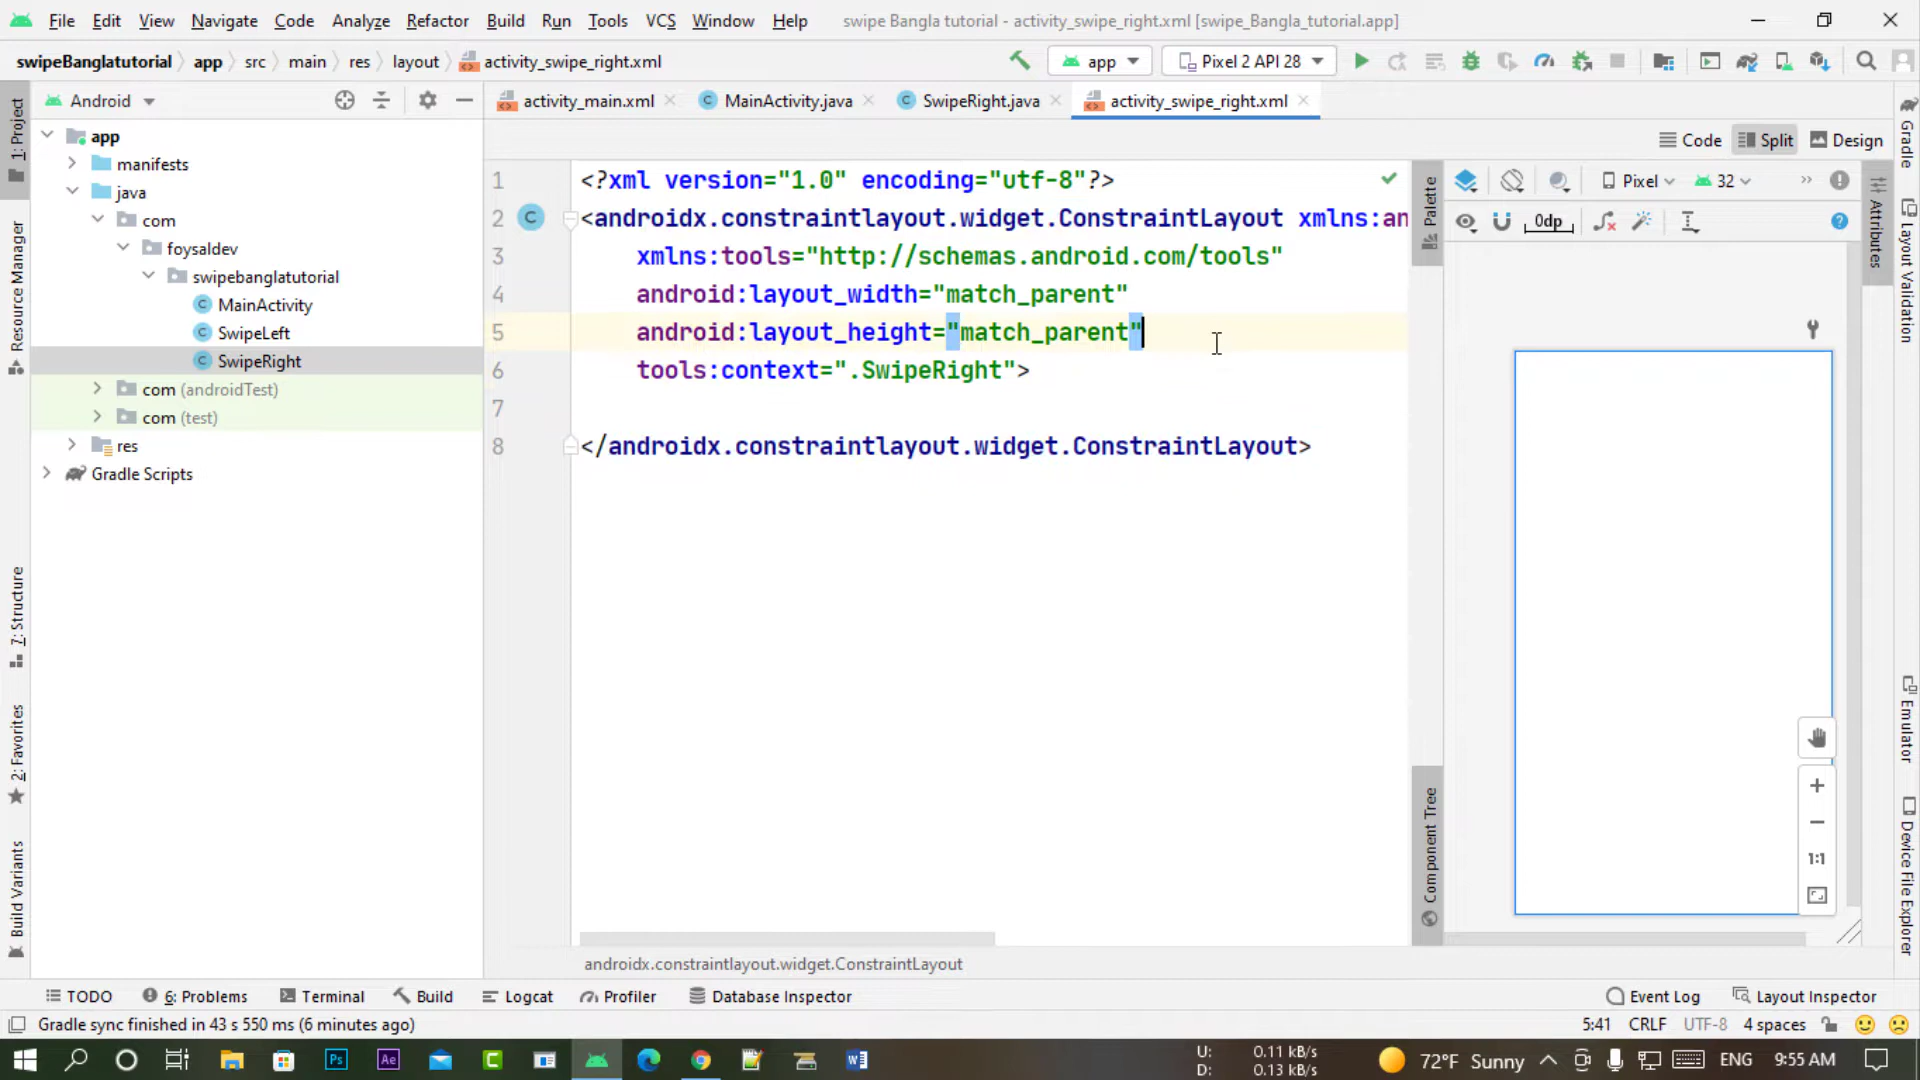 File Edit View Navigate Code Analyze Refactor Build Run Tools VCS Window Help swipe Bangla tutorial - activity_swipe_right.xml [swipe_Bangla_tutorial.app]
swipeBanglatutorial app src main res layout activity_swipe_right.xml app Pixel 2 API 28
Android activity_main.xml MainActivity.java SwipeRight.java activity_swipe_right.xml
Code Split Design
1: Project
Resource Manager
7: Structure
2: Favorites
Build Variants
app
manifests
java
com
foysaldev
swipebanglatutorial
MainActivity
SwipeLeft
SwipeRight
com (androidTest)
com (test)
res
Gradle Scripts
1 <?xml version="1.0" encoding="utf-8"?>
2 <androidx.constraintlayout.widget.ConstraintLayout xmlns:an
3 xmlns:tools="http://schemas.android.com/tools"
4 android:layout_width="match_parent"
5 android:layout_height="match_parent"
6 tools:context=".SwipeRight">
7
8 </androidx.constraintlayout.widget.ConstraintLayout>
androidx.constraintlayout.widget.ConstraintLayout
Palette
Component Tree
Pixel 32
0dp
1:1
Attributes
Gradle
Layout Validation
Emulator
Device File Explorer
TODO 6: Problems Terminal Build Logcat Profiler Database Inspector Event Log Layout Inspector
Gradle sync finished in 43 s 550 ms (6 minutes ago) 5:41 CRLF UTF-8 4 spaces
Ps Ae C W U: 0.11 kB/s
D: 0.13 kB/s
72°F Sunny ENG 9:55 AM